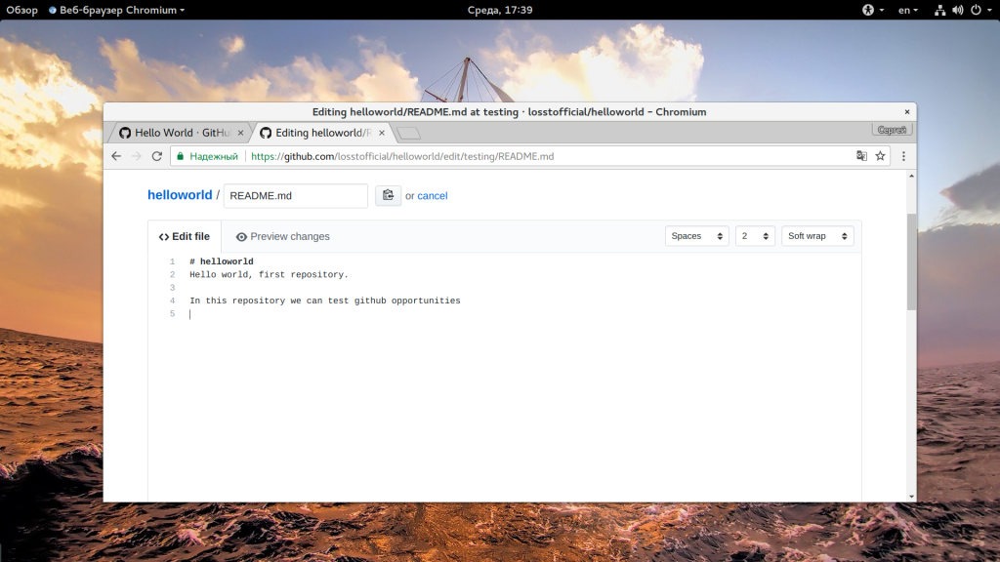 Обзор Веб-браузер Chromium Среда, 17:39 en
Editing helloworld/README.md at testing · losstofficial/helloworld – Chromium
Hello World · GitHu Editing helloworld/R Сергей
Надежный https://github.com/losstofficial/helloworld/edit/testing/README.md
helloworld / README.md or cancel
Edit file Preview changes Spaces 2 Soft wrap
1 # helloworld
2 Hello world, first repository.
3
4 In this repository we can test github opportunities
5